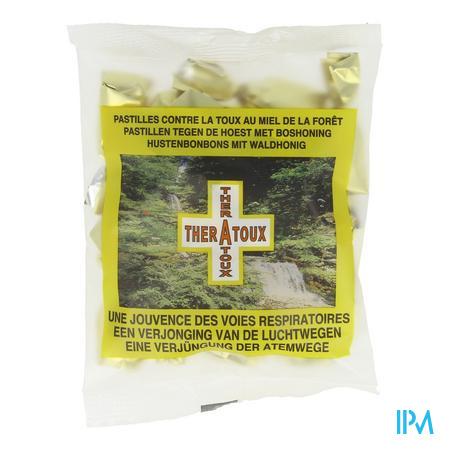 PASTILLES CONTRE LA TOUX AU MIEL DE LA FORÊT
PASTILLEN TEGEN DE HOEST MET BOSHONING
HUSTENBONBONS MIT WALDHONIG
THERATOUX
THERATOUX
UNE JOUVENCE DES VOIES RESPIRATOIRES
EEN VERJONGING VAN DE LUCHTWEGEN
EINE VERJÜNGUNG DER ATEMWEGE
IPM